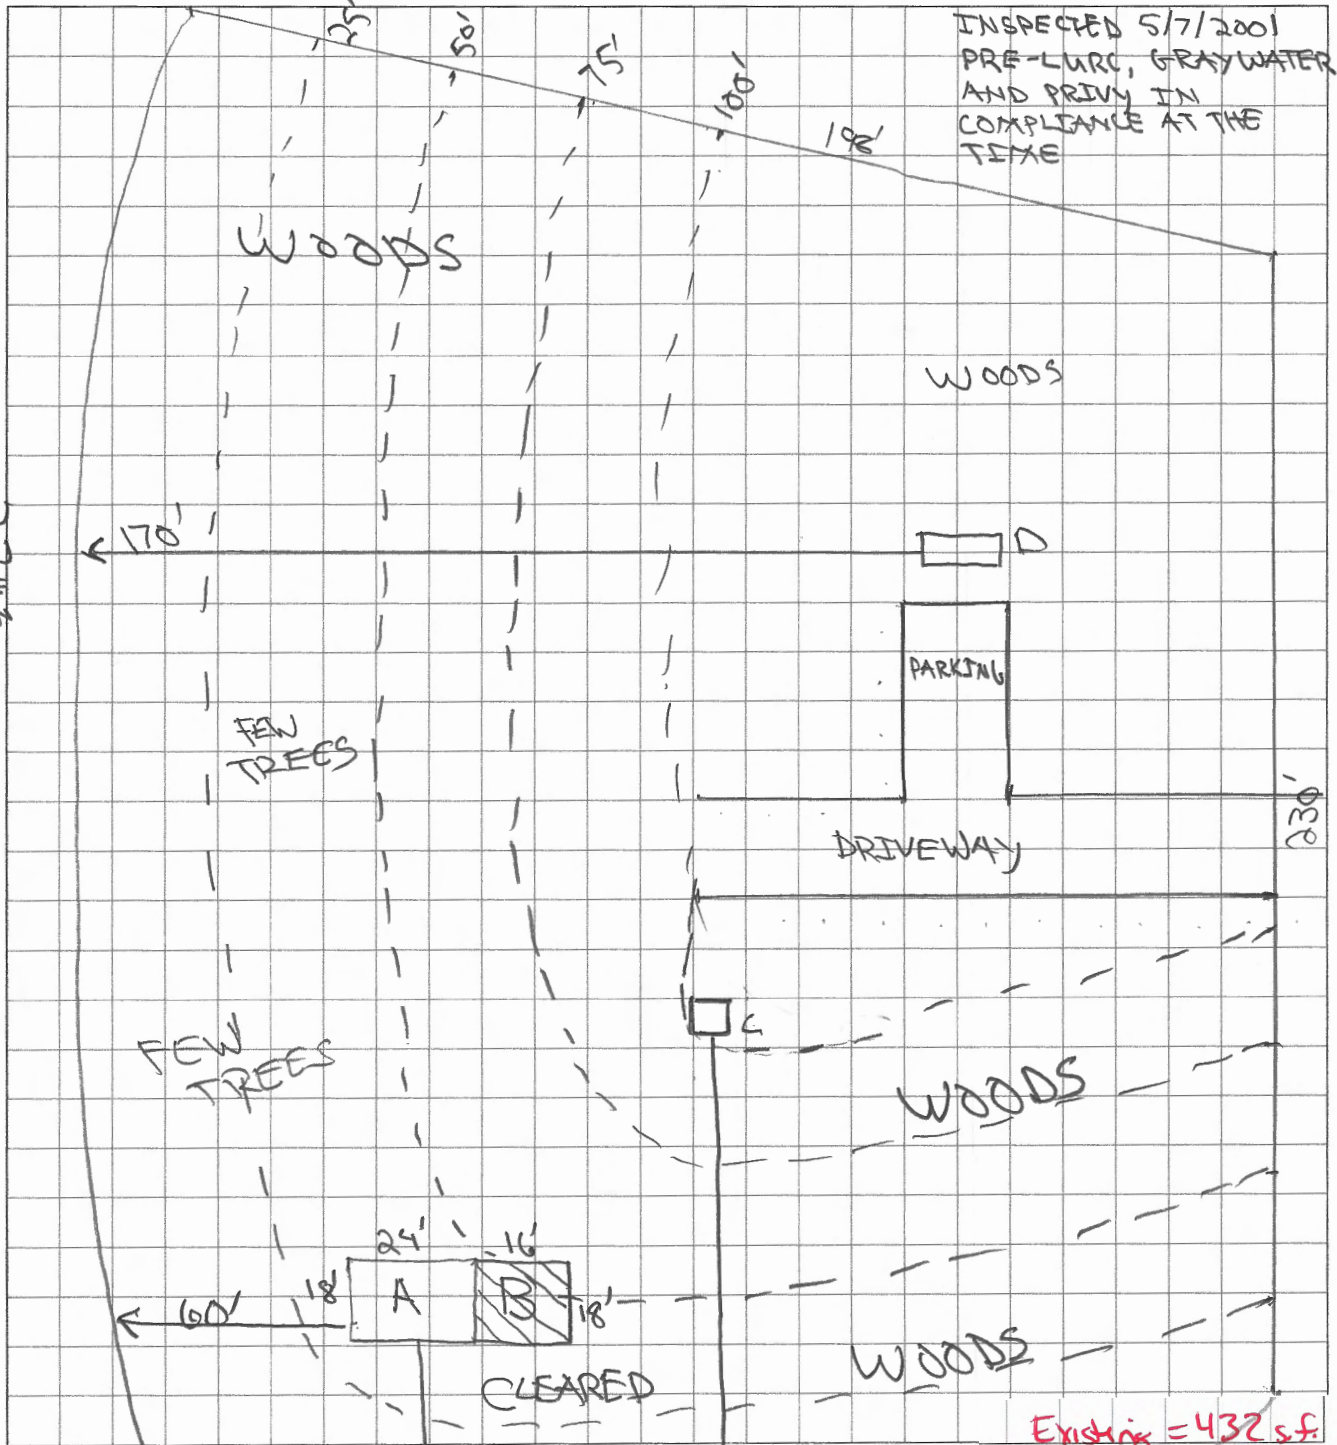 INSPECTED 5/7/2001
PRE-LURC, GRAYWATER
AND PRIVY IN
COMPLIANCE AT THE
TIME
25'
50'
75'
100'
198'
WOODS
WOODS
170'
D
PARKING
FEW
TREES
230'
DRIVEWAY
C
FEW
TREES
WOODS
24'
16'
18'
A
B
18'
60'
CLEARED
WOODS
Existing = 432 s.f.